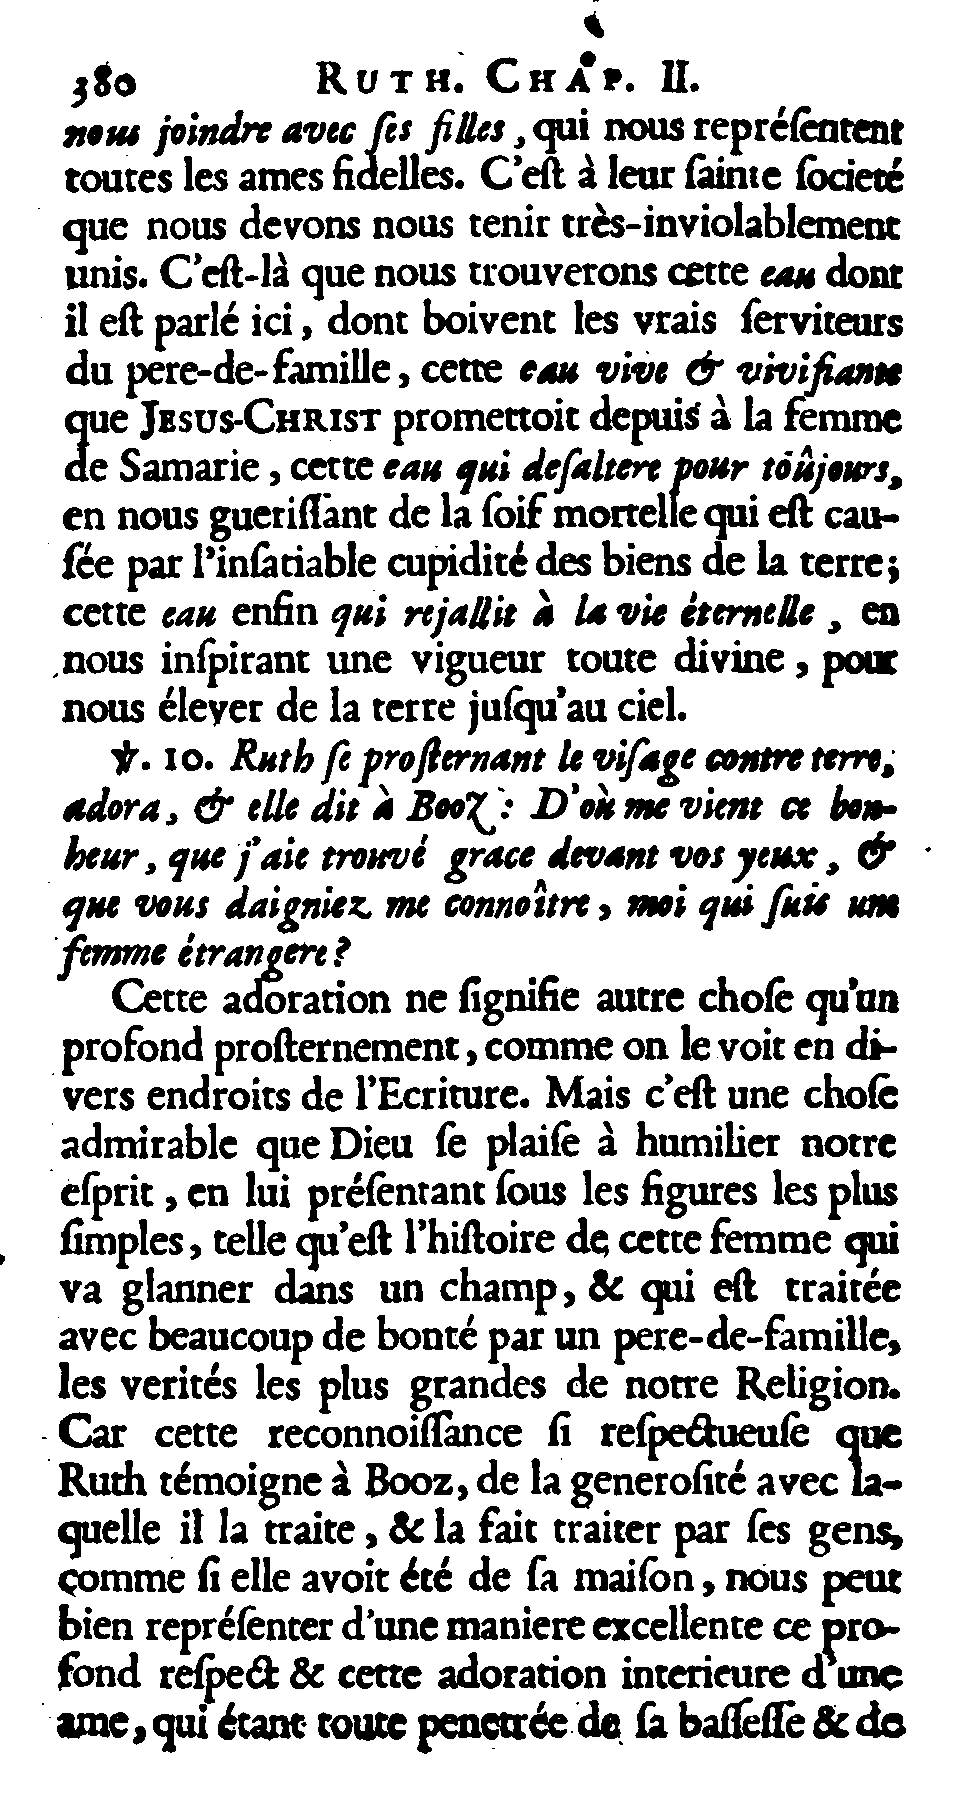 380 RUTH. CHAP. II.
nous joindre avec ſes filles, qui nous repréſentent
toutes les ames fidelles. C'eſt à leur ſainte ſocieté
que nous devons nous tenir très-inviolablement
unis. C'eſt-là que nous trouverons cette eau dont
il eſt parlé ici, dont boivent les vrais ſerviteurs
du pere-de-famille, cette eau vive & vivifiante
que JESUS-CHRIST promettoit depuis à la femme
de Samarie, cette eau qui deſaltere pour toûjours,
en nous gueriſſant de la ſoif mortelle qui eſt cau-
ſée par l'inſatiable cupidité des biens de la terre;
cette eau enfin qui rejallit à la vie éternelle, en
nous inſpirant une vigueur toute divine, pour
nous élever de la terre juſqu'au ciel.
℣. 10. Ruth ſe proſternant le viſage contre terre,
adora, & elle dit à Booz: D'où me vient ce bon-
heur, que j'aie trouvé grace devant vos yeux, &
que vous daigniez me connoître, moi qui ſuis une
femme étrangere?
Cette adoration ne ſignifie autre choſe qu'un
profond proſternement, comme on le voit en di-
vers endroits de l'Ecriture. Mais c'eſt une choſe
admirable que Dieu ſe plaiſe à humilier notre
eſprit, en lui préſentant ſous les figures les plus
ſimples, telle qu'eſt l'hiſtoire de cette femme qui
va glanner dans un champ, & qui eſt traitée
avec beaucoup de bonté par un pere-de-famille,
les verités les plus grandes de notre Religion.
Car cette reconnoiſſance ſi reſpectueuſe que
Ruth témoigne à Booz, de la generoſité avec la-
quelle il la traite, & la fait traiter par ſes gens,
comme ſi elle avoit été de ſa maiſon, nous peut
bien repréſenter d'une maniere excellente ce pro-
fond reſpect & cette adoration interieure d'une
ame, qui étant toute penetrée de ſa baſſeſſe & de